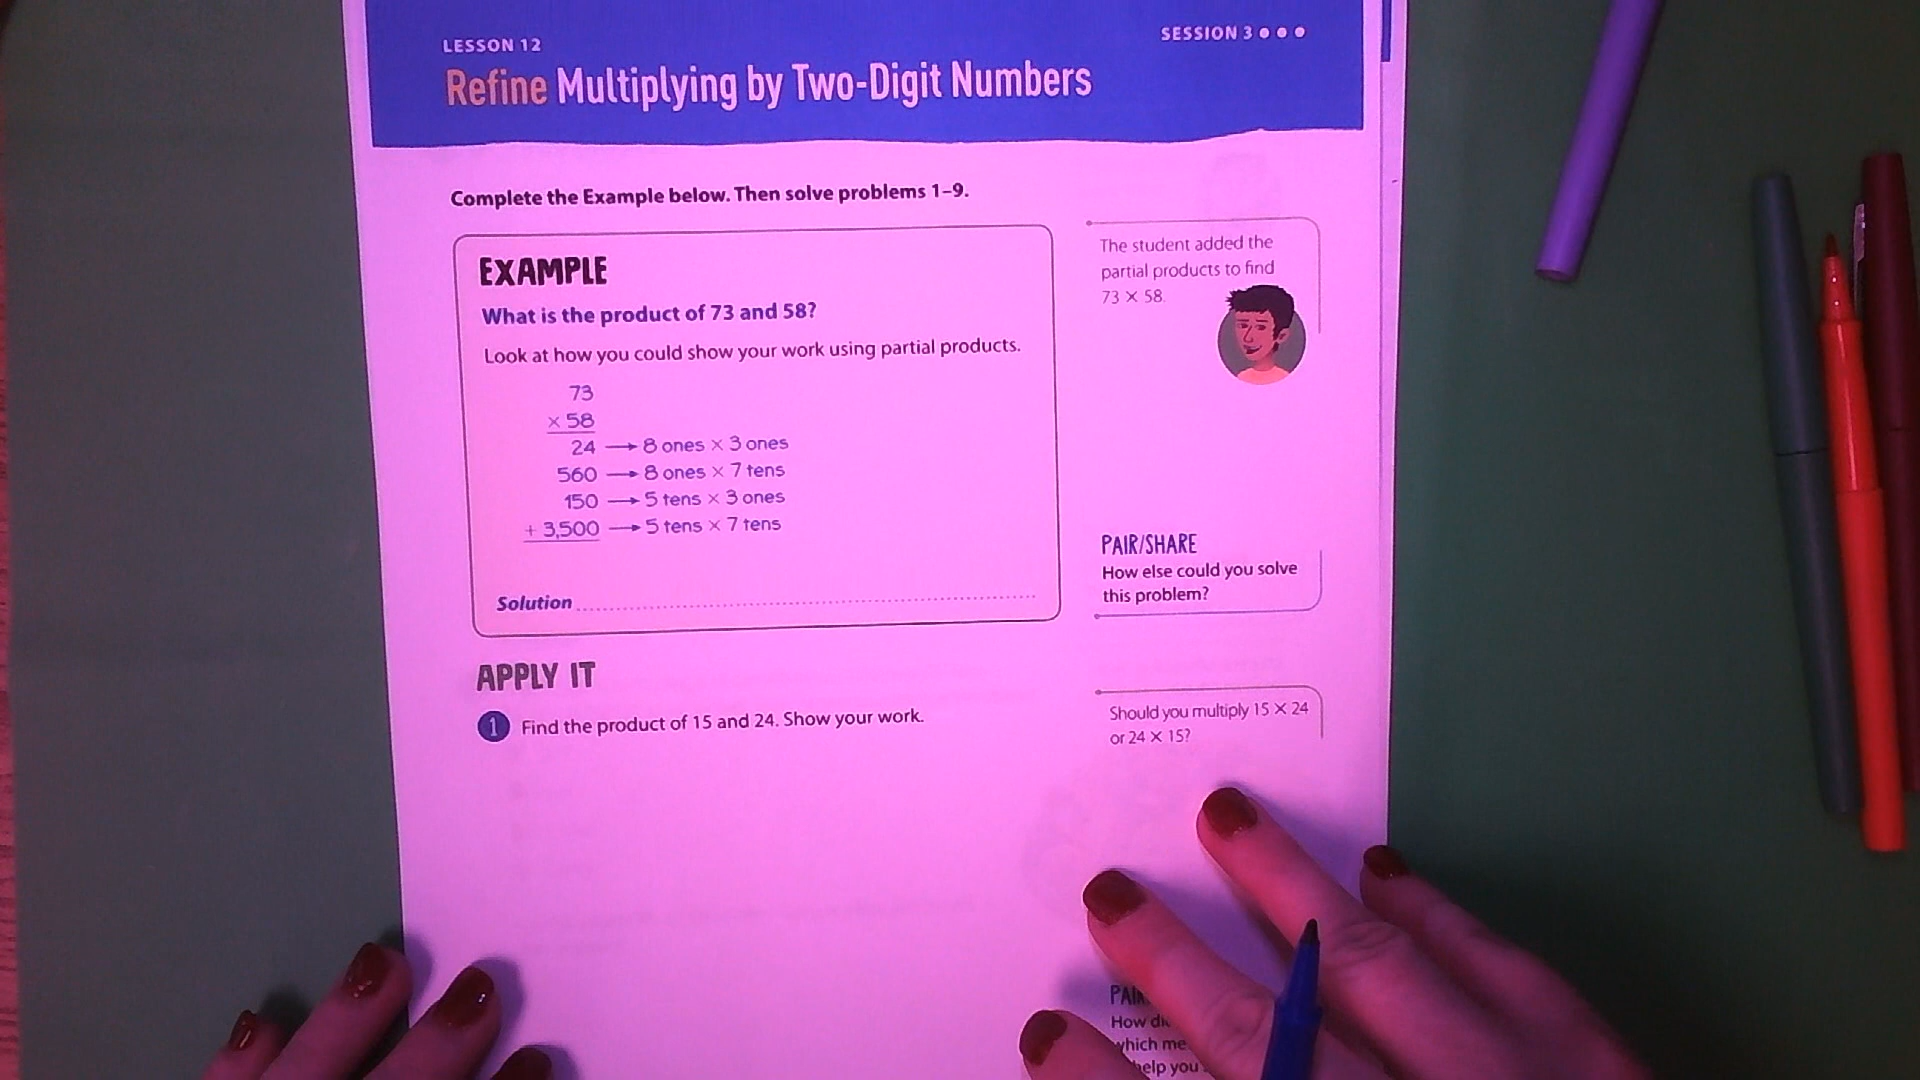 LESSON 12
SESSION 3
Refine Multiplying by Two-Digit Numbers
Complete the Example below. Then solve problems 1–9.
EXAMPLE
What is the product of 73 and 58?
Look at how you could show your work using partial products.
73
× 58
24 → 8 ones × 3 ones
560 → 8 ones × 7 tens
150 → 5 tens × 3 ones
+ 3,500 → 5 tens × 7 tens
Solution
The student added the
partial products to find
73 × 58.
PAIR/SHARE
How else could you solve
this problem?
APPLY IT
1 Find the product of 15 and 24. Show your work.
Should you multiply 15 × 24
or 24 × 15?
How
which me
help you